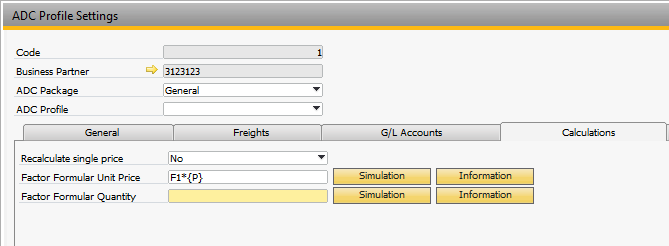 ADC Profile Settings
Code 1
Business Partner 3123123
ADC Package General
ADC Profile
General Freights G/L Accounts Calculations
Recalculate single price No
Factor Formular Unit Price F1*{P} Simulation Information
Factor Formular Quantity Simulation Information